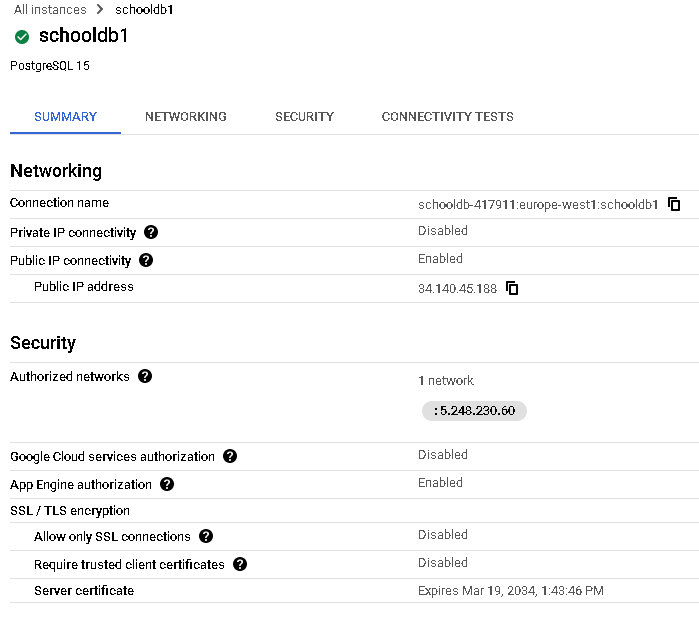 All instances > schooldb1
schooldb1
PostgreSQL 15
SUMMARY NETWORKING SECURITY CONNECTIVITY TESTS
Networking
Connection name schooldb-417911:europe-west1:schooldb1
Private IP connectivity ? Disabled
Public IP connectivity ? Enabled
Public IP address 34.140.45.188
Security
Authorized networks ? 1 network
: 5.248.230.60
Google Cloud services authorization ? Disabled
App Engine authorization ? Enabled
SSL / TLS encryption
Allow only SSL connections ? Disabled
Require trusted client certificates ? Disabled
Server certificate Expires Mar 19, 2034, 1:43:46 PM